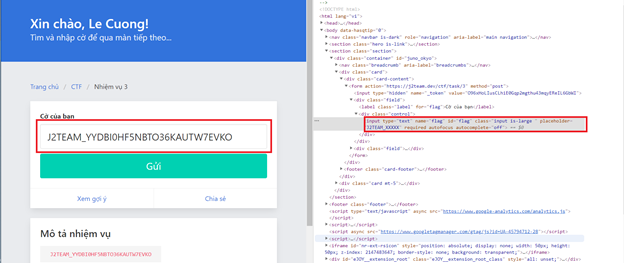 Xin chào, Le Cuong!
Tìm và nhập cờ để qua màn tiếp theo...
Trang chủ / CTF / Nhiệm vụ 3
Cờ của bạn
J2TEAM_YYDBI0HF5NBTO36KAUTW7EVKO
Gửi
Xem gợi ý
Chia sẻ
Mô tả nhiệm vụ
J2TEAM_YYDBI0HF5NBTO36KAUTW7EVKO
<!DOCTYPE html>
<html lang="vi">
<head>…</head>
<body data-hasqtip="0">
<nav class="navbar is-dark" role="navigation" aria-label="main navigation">…</nav>
<section class="hero is-link">…</section>
<section class="section">
<div class="container" id="juno_okyo">
<nav class="breadcrumb" aria-label="breadcrumbs">…</nav>
<div class="card">
<div class="card-content">
<form action="https://j2team.dev/ctf/task/3" method="post">
<input type="hidden" name="_token"
<div class="field">
<label class="label" for="flag">Cờ của bạn</label>
<div class="control">
<input type="text" name="flag" id="flag" class="input is-large " placeholder=
"J2TEAM_XXXXX" required autofocus autocomplete="off"> == $0
</div>
</div>
<div class="field">…</div>
</form>
</div>
<div class="card-footer">…</div>
</div>
<div class="card mt-5">…</div>
</div>
</section>
<footer class="footer">…</footer>
<script type="text/javascript" async src="https://www.google-analytics.com/analytics.js">
</script>
<script async src="https://www.googletagmanager.com/gtag/js?id=UA-45794712-28"></script>
<script>…</script>
<script>…</script>
<iframe id="nr-ext-rsicon" style="position: absolute; display: none; width: 50px; height:
50px; z-index: 2147483647; border-style: none; background: transparent;">…</iframe>
<div id="eJOY__extension_root" class="eJOY__extension_root_class" style="all: unset;">…</div>